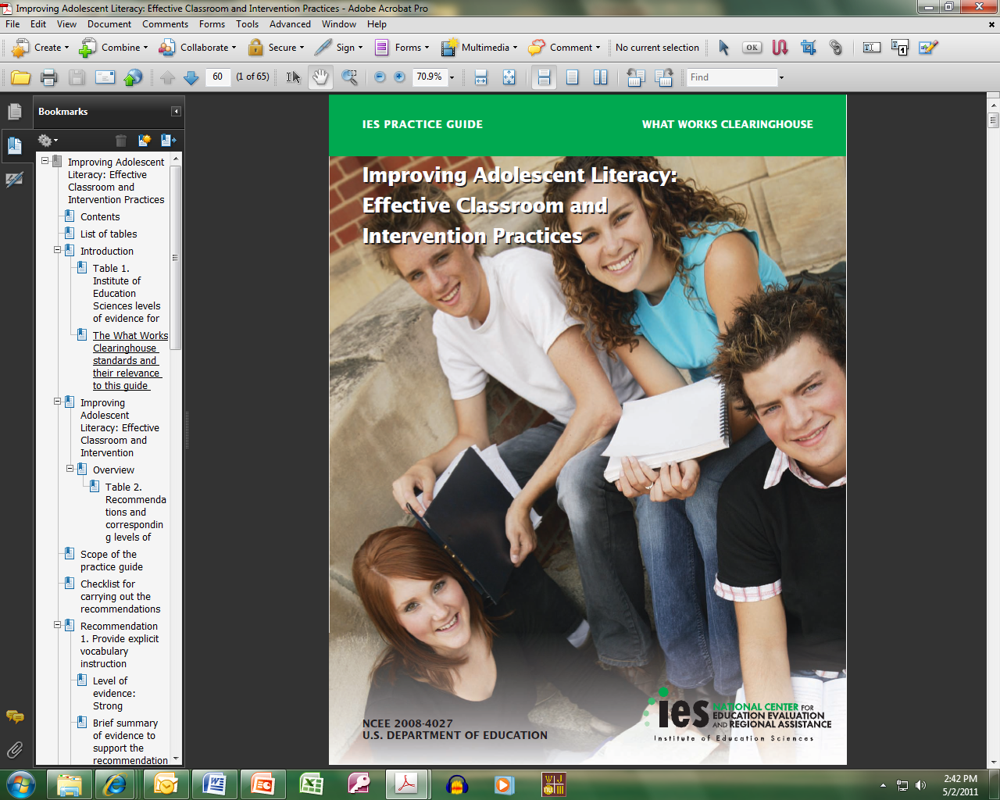 Improving Adolescent Literacy: Effective Classroom and Intervention Practices - Adobe Acrobat Pro
File Edit View Document Comments Forms Tools Advanced Window Help
Create Combine Collaborate Secure Sign Forms Multimedia Comment No current selection OK
60 (1 of 65) 70.9% Find
Bookmarks
Improving Adolescent
Literacy: Effective
Classroom and
Intervention Practices
Contents
List of tables
Introduction
Table 1.
Institute of
Education
Sciences levels
of evidence for
The What Works
Clearinghouse
standards and
their relevance
to this guide
Improving
Adolescent
Literacy: Effective
Classroom and
Intervention
Overview
Table 2.
Recommenda
tions and
correspondin
g levels of
Scope of the
practice guide
Checklist for
carrying out the
recommendations
Recommendation
1. Provide explicit
vocabulary
instruction
Level of
evidence:
Strong
Brief summary
of evidence to
support the
recommendation
IES PRACTICE GUIDE WHAT WORKS CLEARINGHOUSE
Improving Adolescent Literacy:
Effective Classroom and
Intervention Practices
NCEE 2008-4027
U.S. DEPARTMENT OF EDUCATION
ies NATIONAL CENTER FOR
EDUCATION EVALUATION
AND REGIONAL ASSISTANCE
Institute of Education Sciences
2:42 PM
5/2/2011